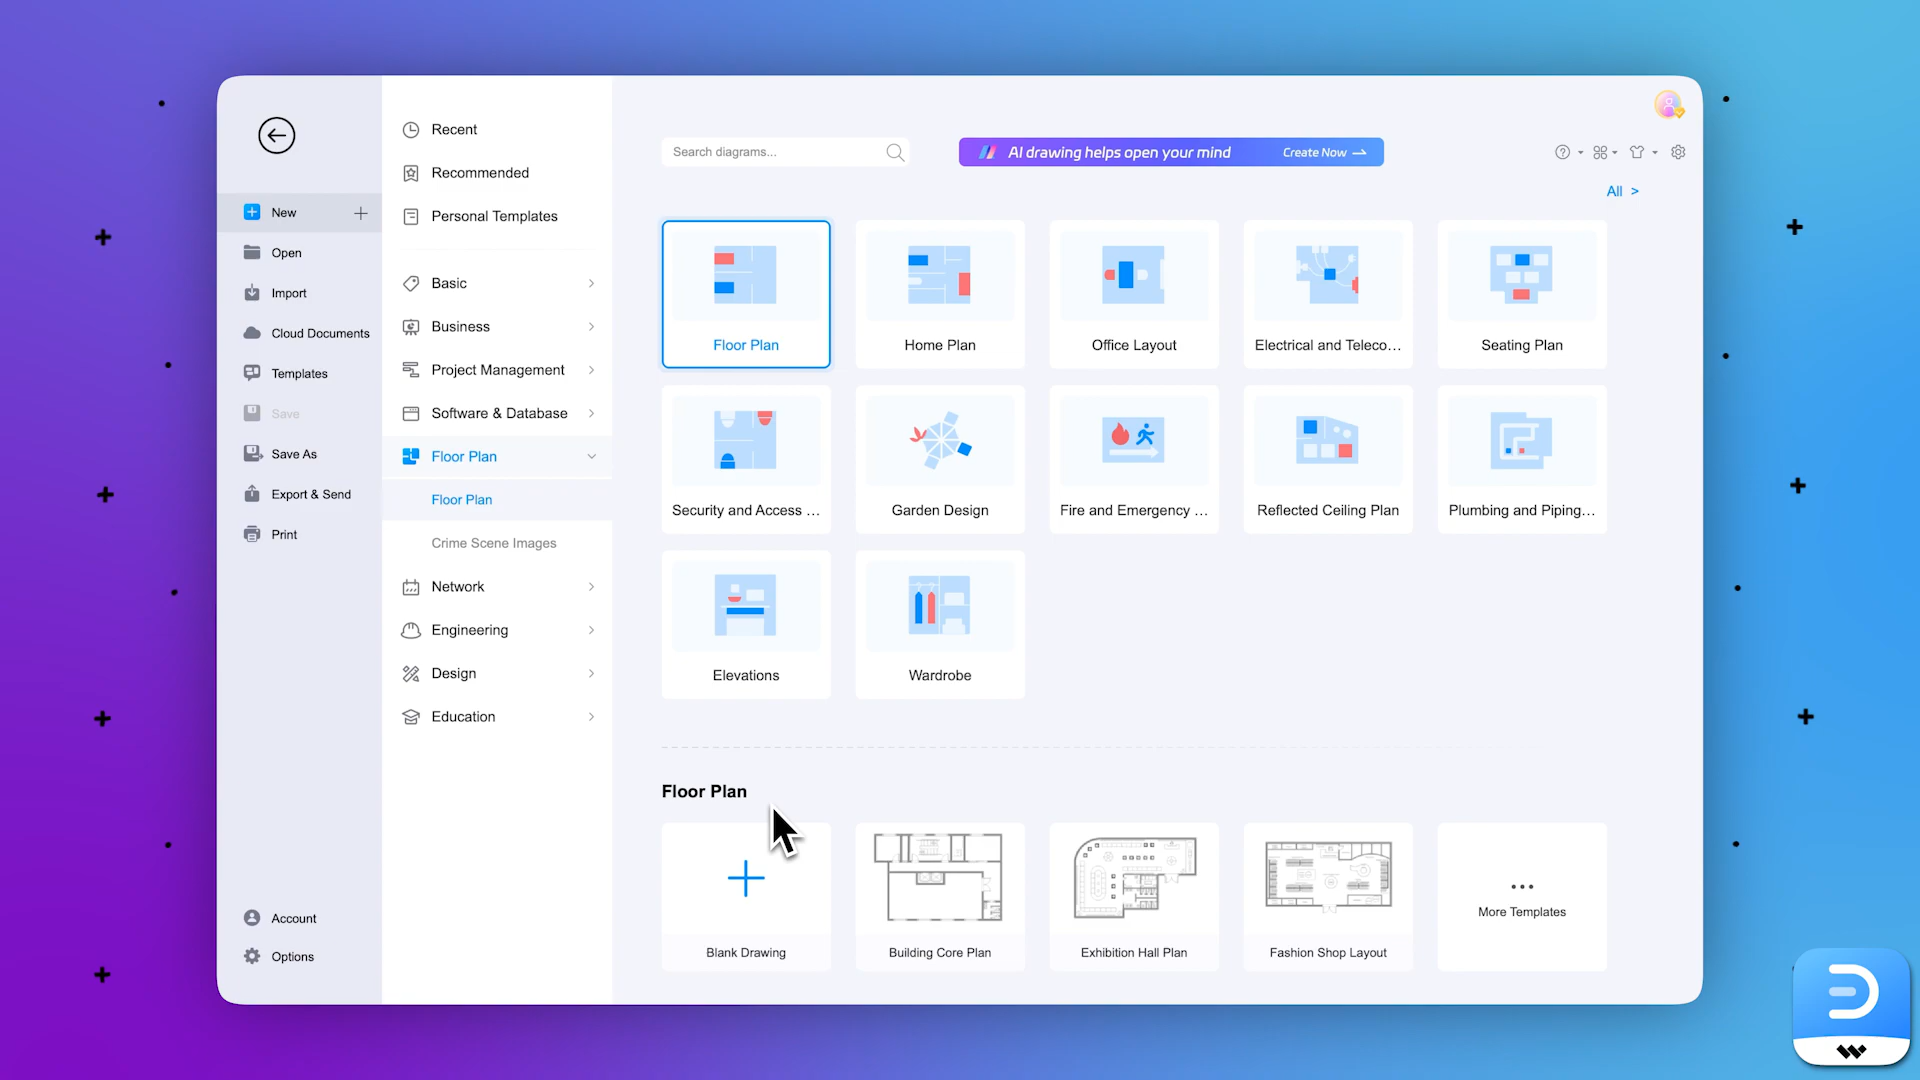 New
Open
Import
Cloud Documents
Templates
Save
Save As
Export & Send
Print
Account
Options
Recent
Recommended
Personal Templates
Basic
Business
Project Management
Software & Database
Floor Plan
Floor Plan
Crime Scene Images
Network
Engineering
Design
Education
Search diagrams...
AI drawing helps open your mind
Create Now
All >
Floor Plan
Home Plan
Office Layout
Electrical and Teleco...
Seating Plan
Security and Access ...
Garden Design
Fire and Emergency ...
Reflected Ceiling Plan
Plumbing and Piping...
Elevations
Wardrobe
Floor Plan
Blank Drawing
Building Core Plan
Exhibition Hall Plan
Fashion Shop Layout
More Templates